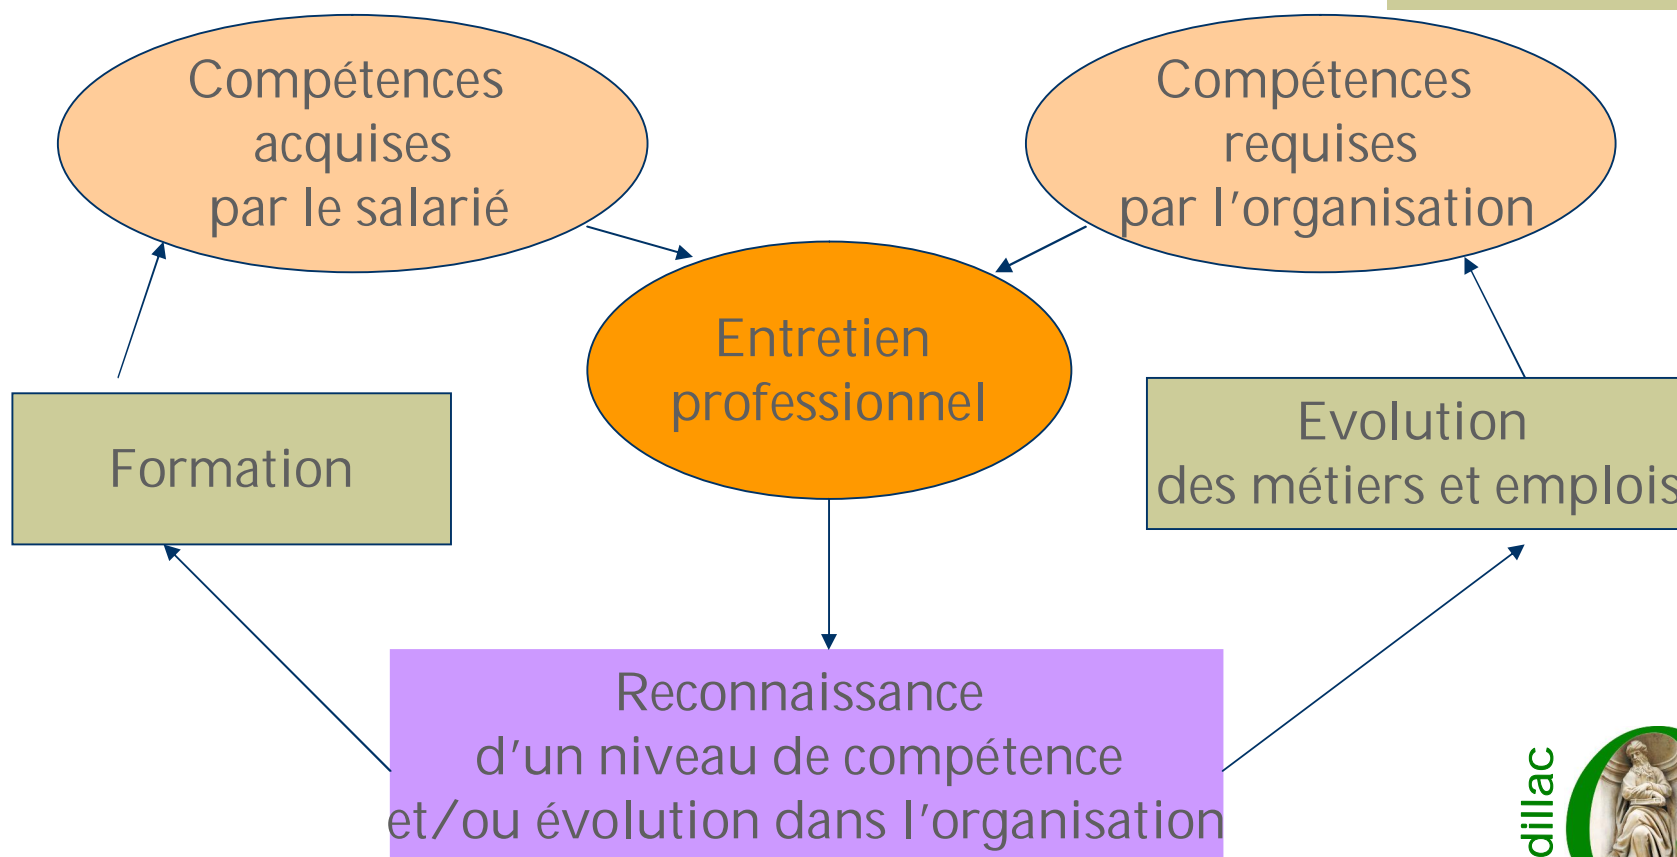 Compétences
acquises
par le salarié
Compétences
requises
par l'organisation
Entretien
professionnel
Formation
Evolution
des métiers et emplois
Reconnaissance
d'un niveau de compétence
et/ou évolution dans l'organisation
dillac